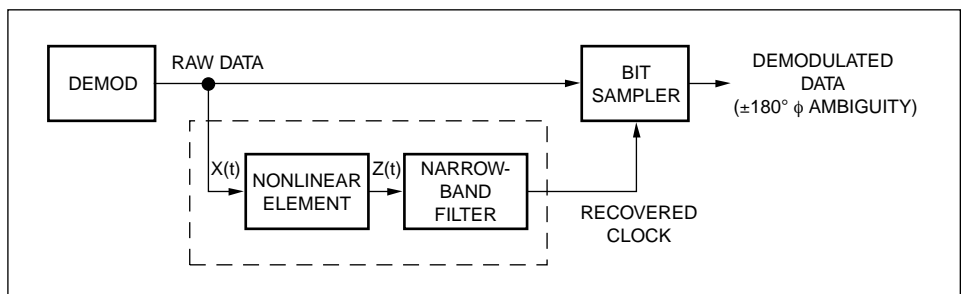 DEMOD
RAW DATA
BIT
SAMPLER
DEMODULATED
DATA
(±180° ϕ AMBIGUITY)
X(t)
NONLINEAR
ELEMENT
Z(t)
NARROW-
BAND
FILTER
RECOVERED
CLOCK